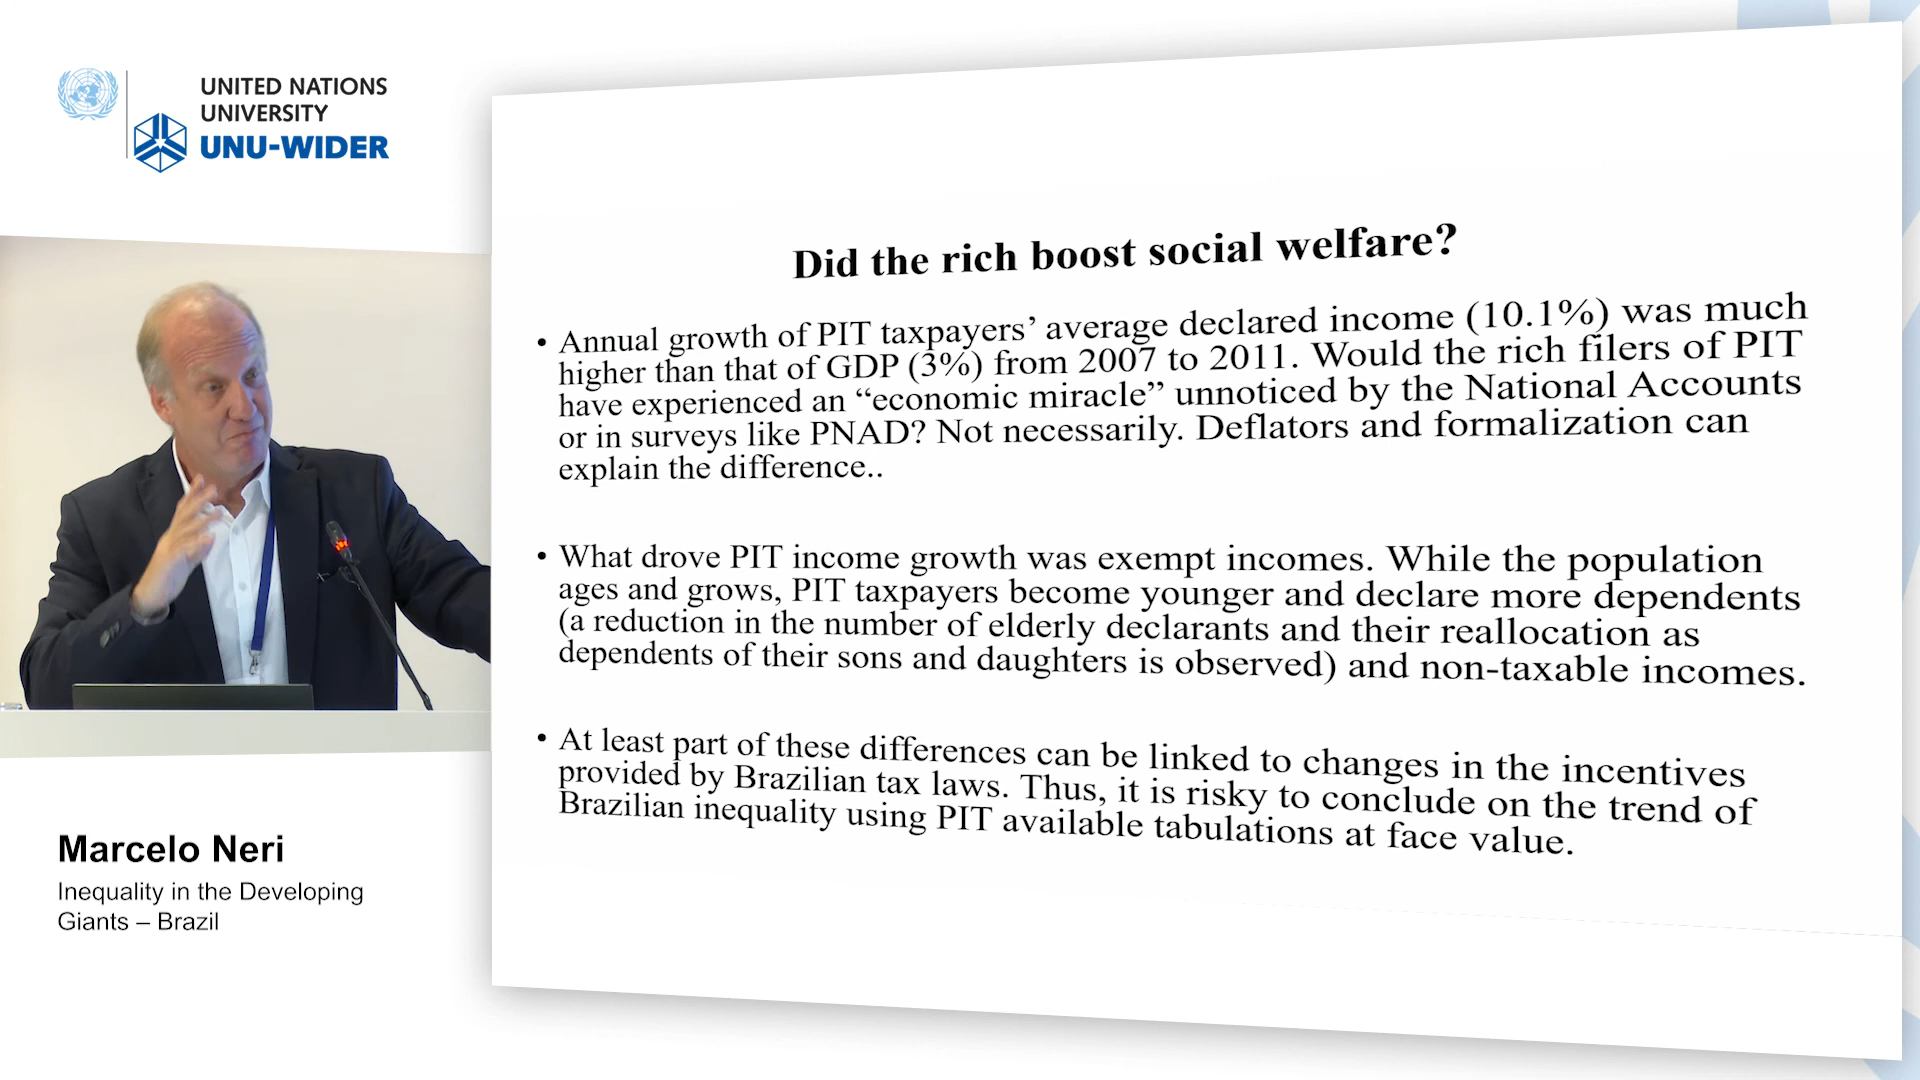 UNITED NATIONS
UNIVERSITY
UNU-WIDER
Did the rich boost social welfare?
• Annual growth of PIT taxpayers’ average declared income (10.1%) was much
higher than that of GDP (3%) from 2007 to 2011. Would the rich filers of PIT
have experienced an “economic miracle” unnoticed by the National Accounts
or in surveys like PNAD? Not necessarily. Deflators and formalization can
explain the difference..
• What drove PIT income growth was exempt incomes. While the population
ages and grows, PIT taxpayers become younger and declare more dependents
(a reduction in the number of elderly declarants and their reallocation as
dependents of their sons and daughters is observed) and non-taxable incomes.
• At least part of these differences can be linked to changes in the incentives
provided by Brazilian tax laws. Thus, it is risky to conclude on the trend of
Brazilian inequality using PIT available tabulations at face value.
Marcelo Neri
Inequality in the Developing
Giants – Brazil